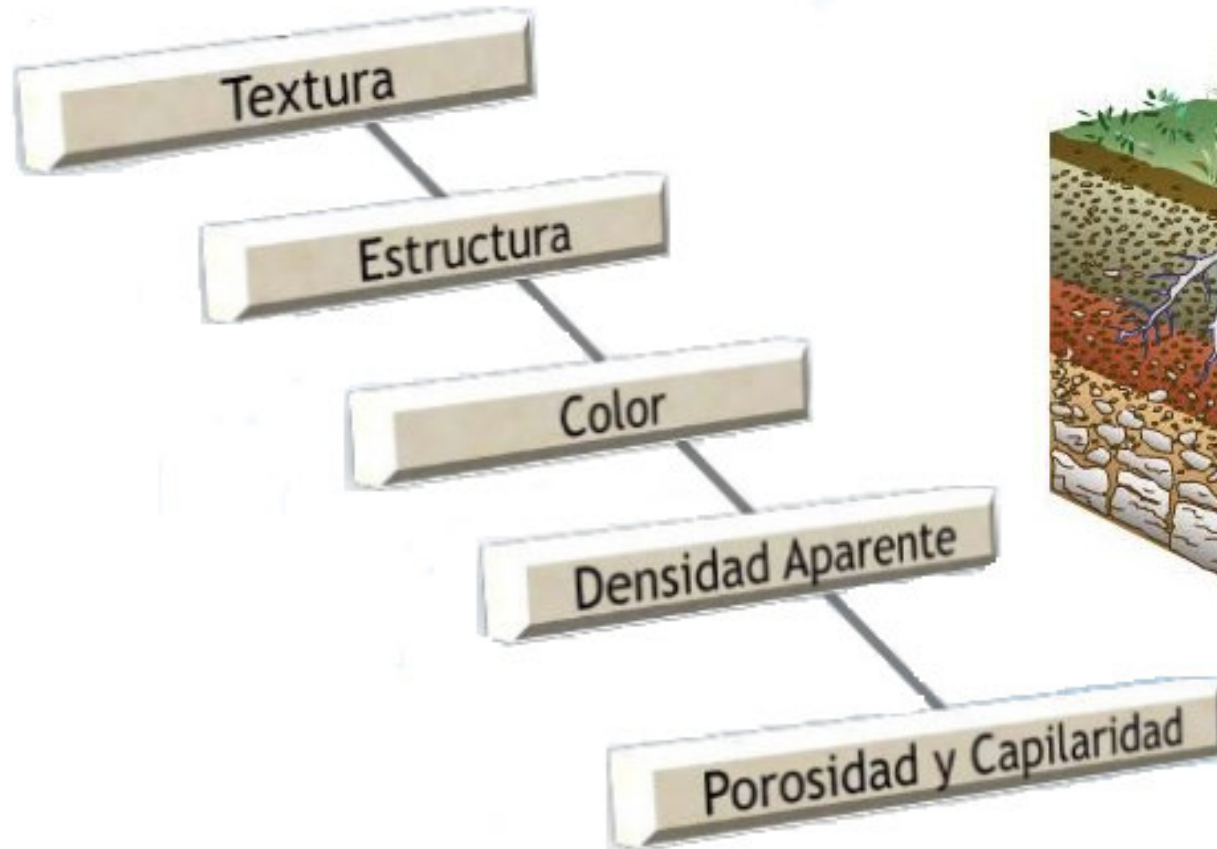 Textura
Estructura
Color
Densidad Aparente
Porosidad y Capilaridad